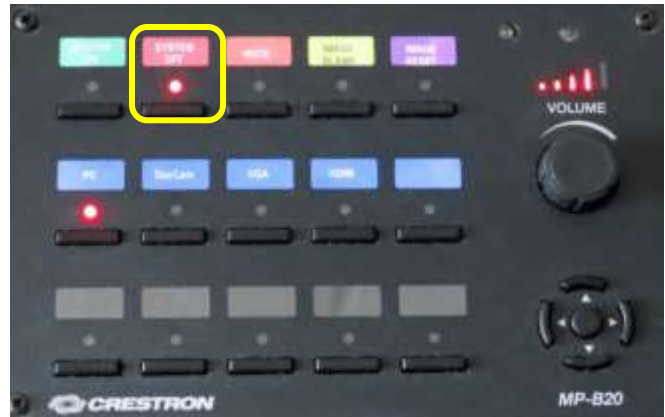 SYSTEM
ON
SYSTEM
OFF
MUTE
IMAGE
BLANK
IMAGE
RESET
VOLUME
PC
DocCam
VGA
HDMI
CRESTRON
MP-B20